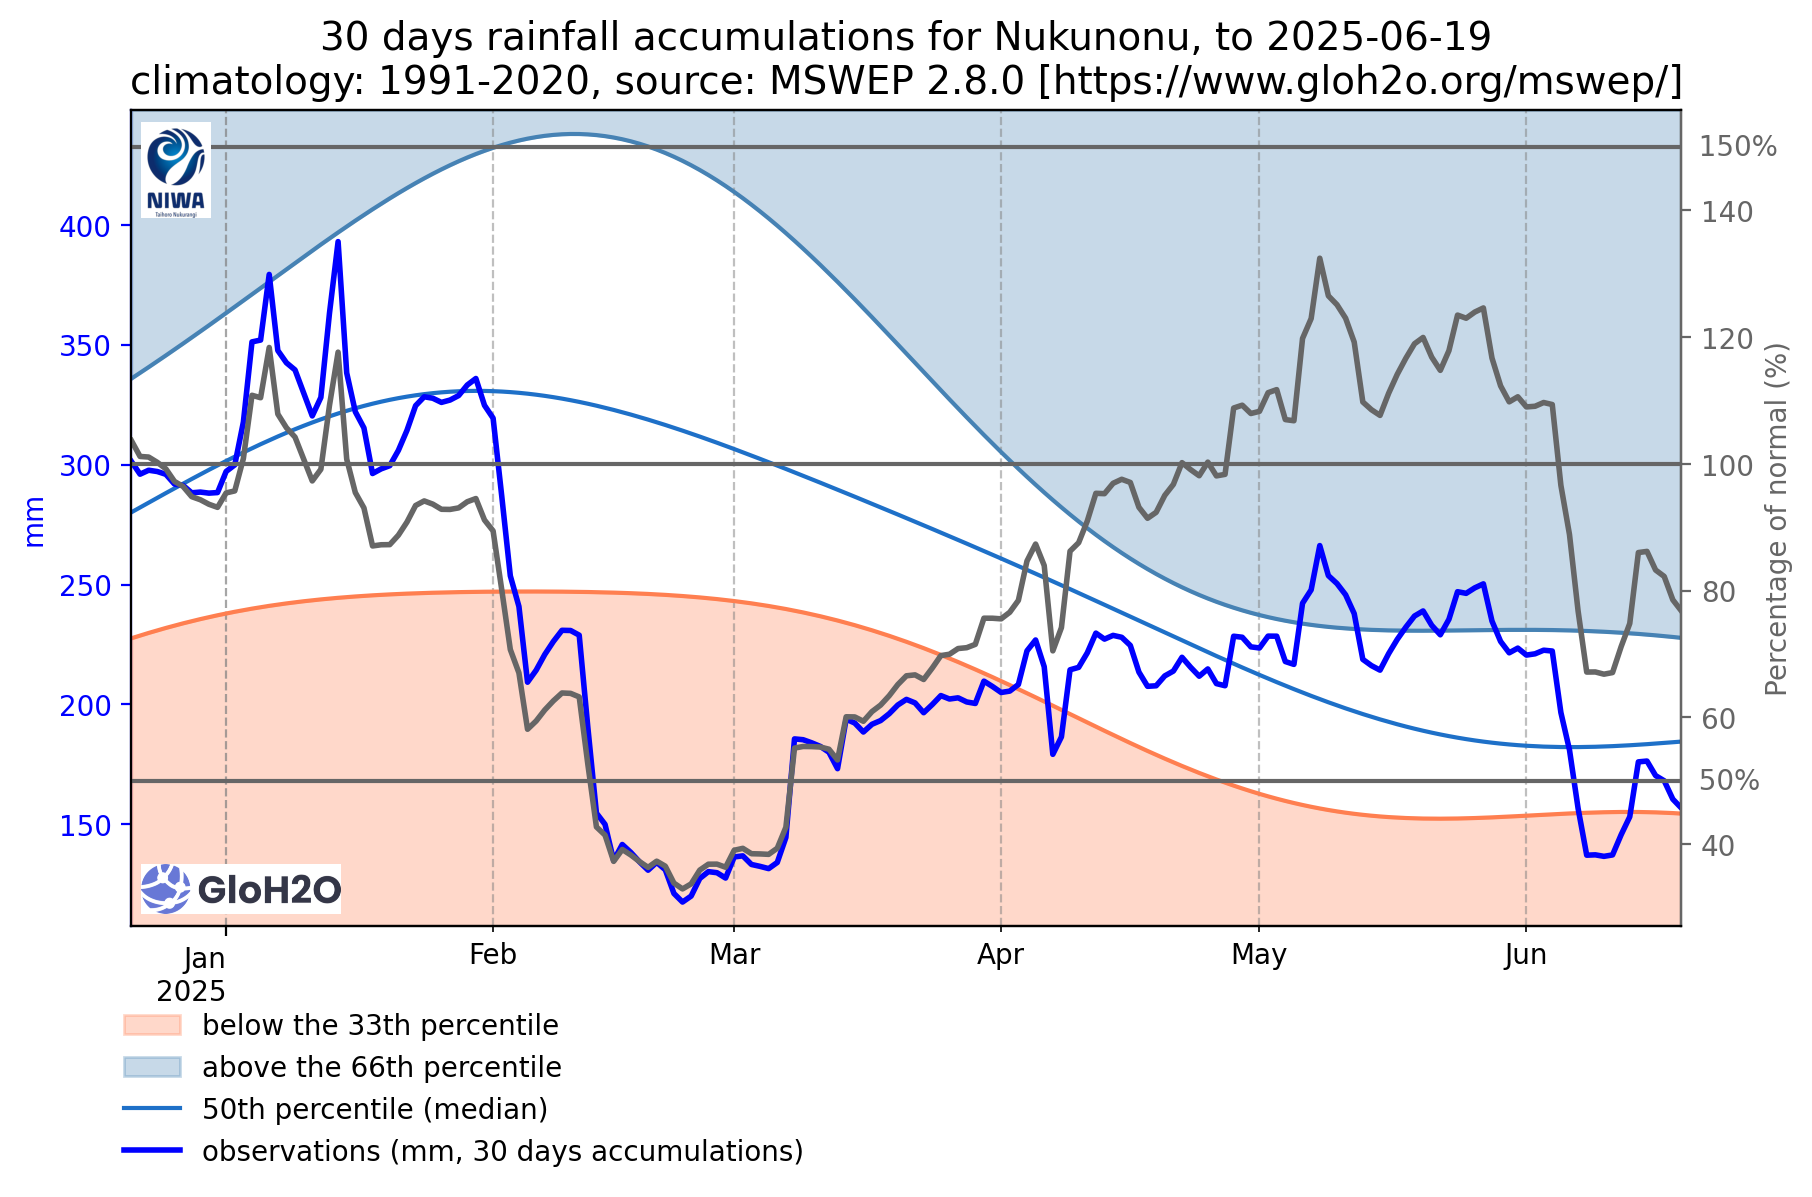 30 days rainfall accumulations for Nukunonu, to 2025-06-19
climatology: 1991-2020, source: MSWEP 2.8.0 [https://www.gloh2o.org/mswep/]
NIWA
Taihoro Nukurangi
400
350
300
250
200
150
mm
150%
140
120
100
80
60
50%
40
Percentage of normal (%)
GloH2O
Jan
2025
Feb
Mar
Apr
May
Jun
below the 33th percentile
above the 66th percentile
50th percentile (median)
observations (mm, 30 days accumulations)